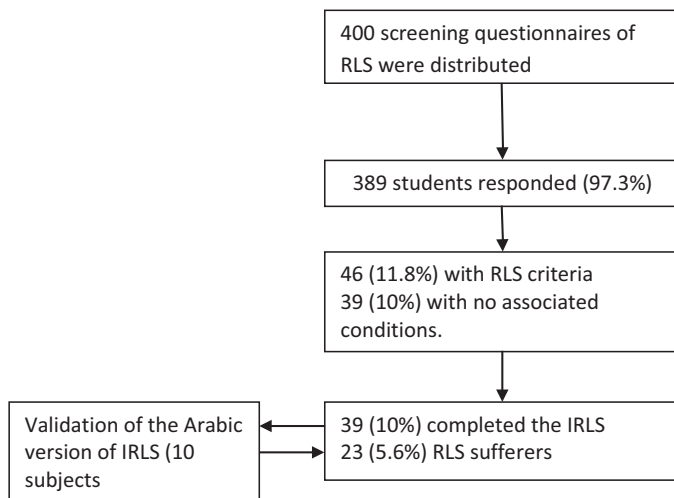 400 screening questionnaires of
RLS were distributed
389 students responded (97.3%)
46 (11.8%) with RLS criteria
39 (10%) with no associated
conditions.
Validation of the Arabic
version of IRLS (10
subjects
39 (10%) completed the IRLS
23 (5.6%) RLS sufferers